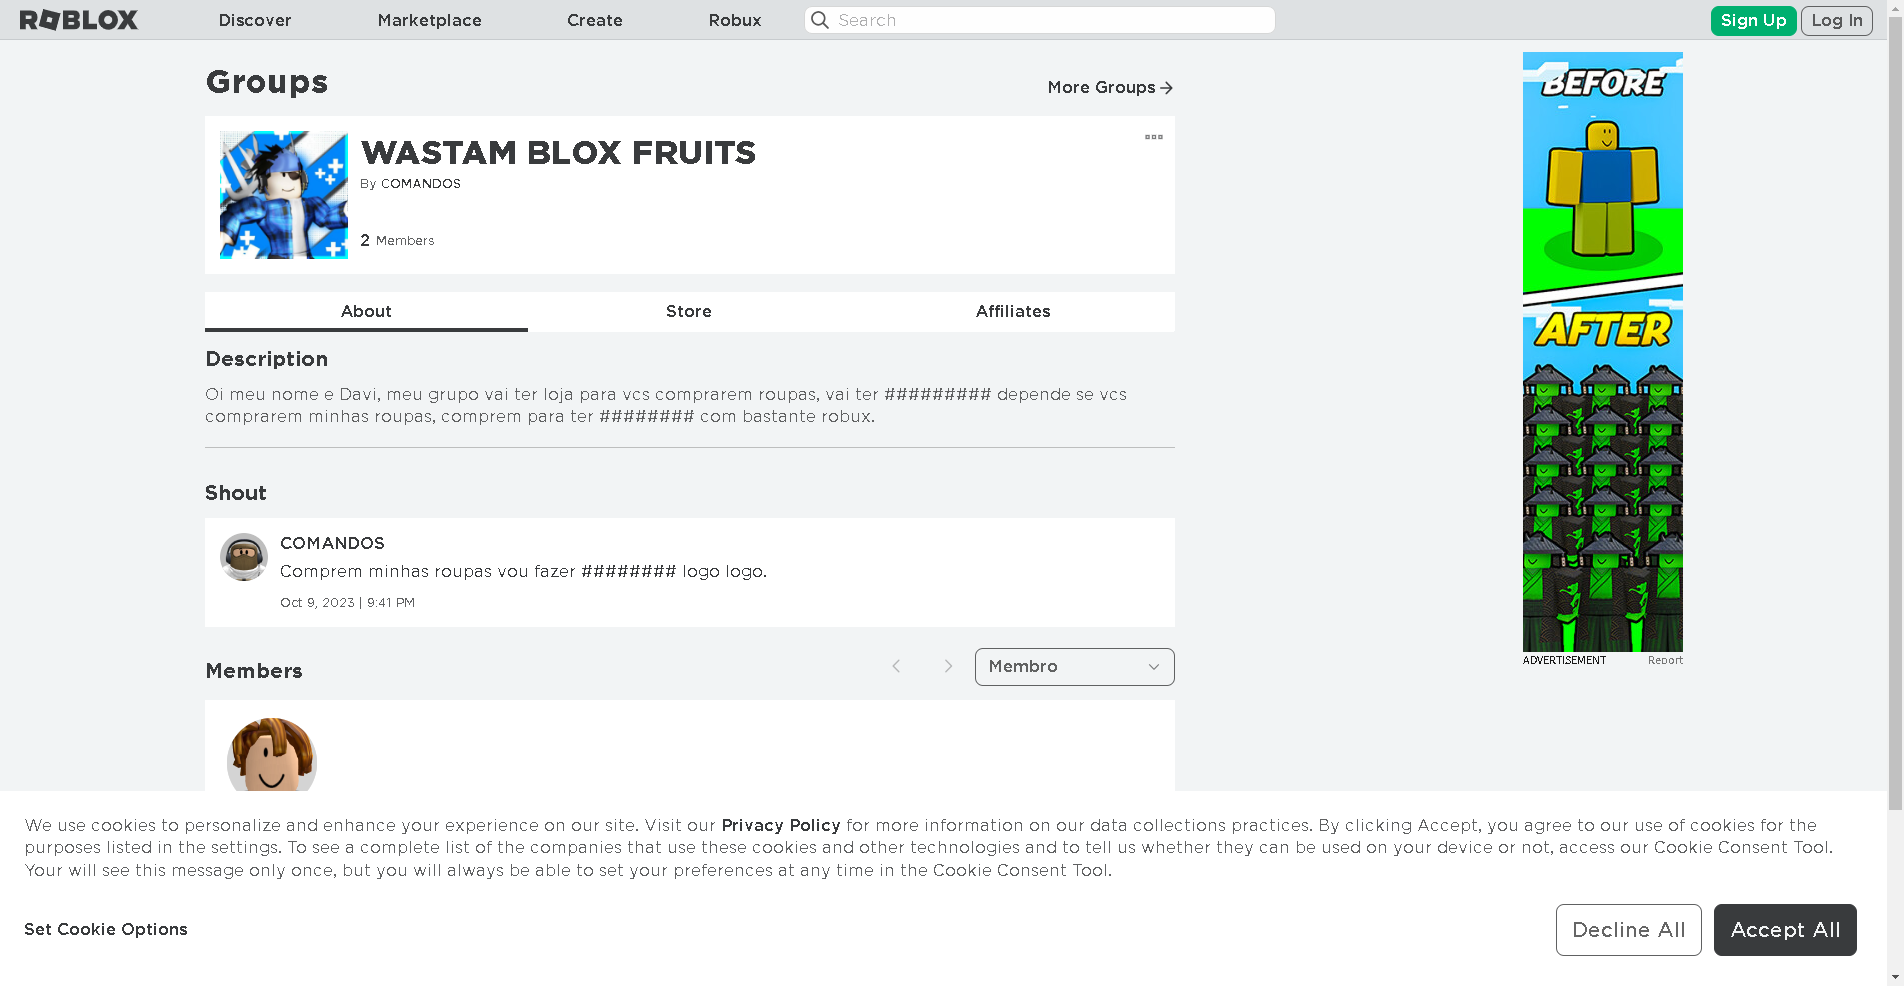 ROBLOX
Discover
Marketplace
Create
Robux
Search
Sign Up
Log In
Groups
More Groups
WASTAM BLOX FRUITS
By COMANDOS
2 Members
About
Store
Affiliates
Description
Oi meu nome e Davi, meu grupo vai ter loja para vcs comprarem roupas, vai ter ######### depende se vcs
comprarem minhas roupas, comprem para ter ######## com bastante robux.
Shout
COMANDOS
Comprem minhas roupas vou fazer ######## logo logo.
Oct 9, 2023 | 9:41 PM
Members
Membro
BEFORE
AFTER
ADVERTISEMENT
Report
We use cookies to personalize and enhance your experience on our site. Visit our Privacy Policy for more information on our data collections practices. By clicking Accept, you agree to our use of cookies for the
purposes listed in the settings. To see a complete list of the companies that use these cookies and other technologies and to tell us whether they can be used on your device or not, access our Cookie Consent Tool.
Your will see this message only once, but you will always be able to set your preferences at any time in the Cookie Consent Tool.
Set Cookie Options
Decline All
Accept All